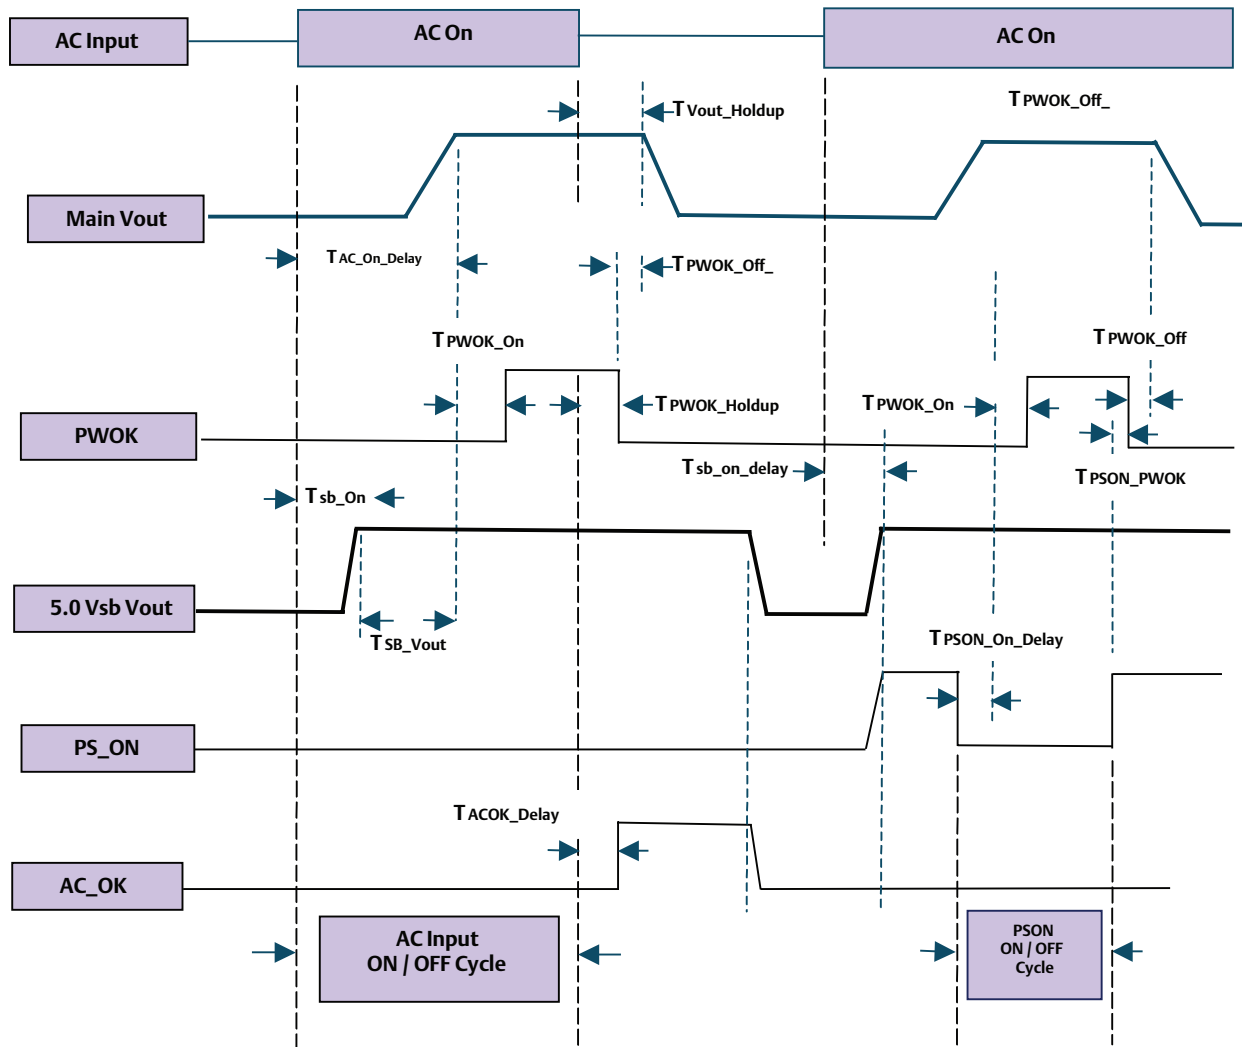 AC Input
AC On
AC On
T Vout_Holdup
T PWOK_Off_
Main Vout
T AC_On_Delay
T PWOK_Off_
T PWOK_On
T PWOK_Off
T PWOK_Holdup
T PWOK_On
PWOK
T sb_on_delay
T PSON_PWOK
T sb_On
5.0 Vsb Vout
T SB_Vout
T PSON_On_Delay
PS_ON
T ACOK_Delay
AC_OK
AC Input
ON / OFF Cycle
PSON
ON / OFF
Cycle